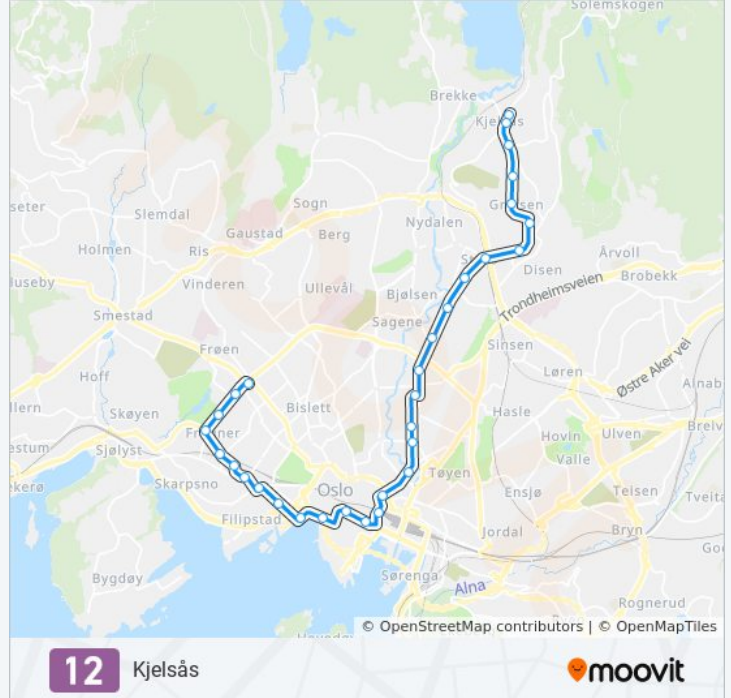 Solemskogen
Brekke
Kjelsås
Grefsen
seter
Slemdal
Sogn
Nydalen
Gaustad
Berg
Holmen
Ris
Årvoll
Disen
Brobekk
luseby
Vinderen
Ullevål
Bjølsen
Trondheimsveien
Smestad
Sagene
Sinsen
Frøen
Østre Aker vei
Løren
Hoff
Alnab
llern
Skøyen
Bislett
Hasle
Frogner
Hovin
Ulven
Breiv
estum
Sjølyst
Valle
Tøyen
ekerø
Skarpsno
Oslo
Ensjø
Teisen
Tveita
Filipstad
Jordal
Bryn
Bygdøy
Sørenga
Alna
Rognerud
© OpenStreetMap contributors | © OpenMapTiles
12 Kjelsås
moovit